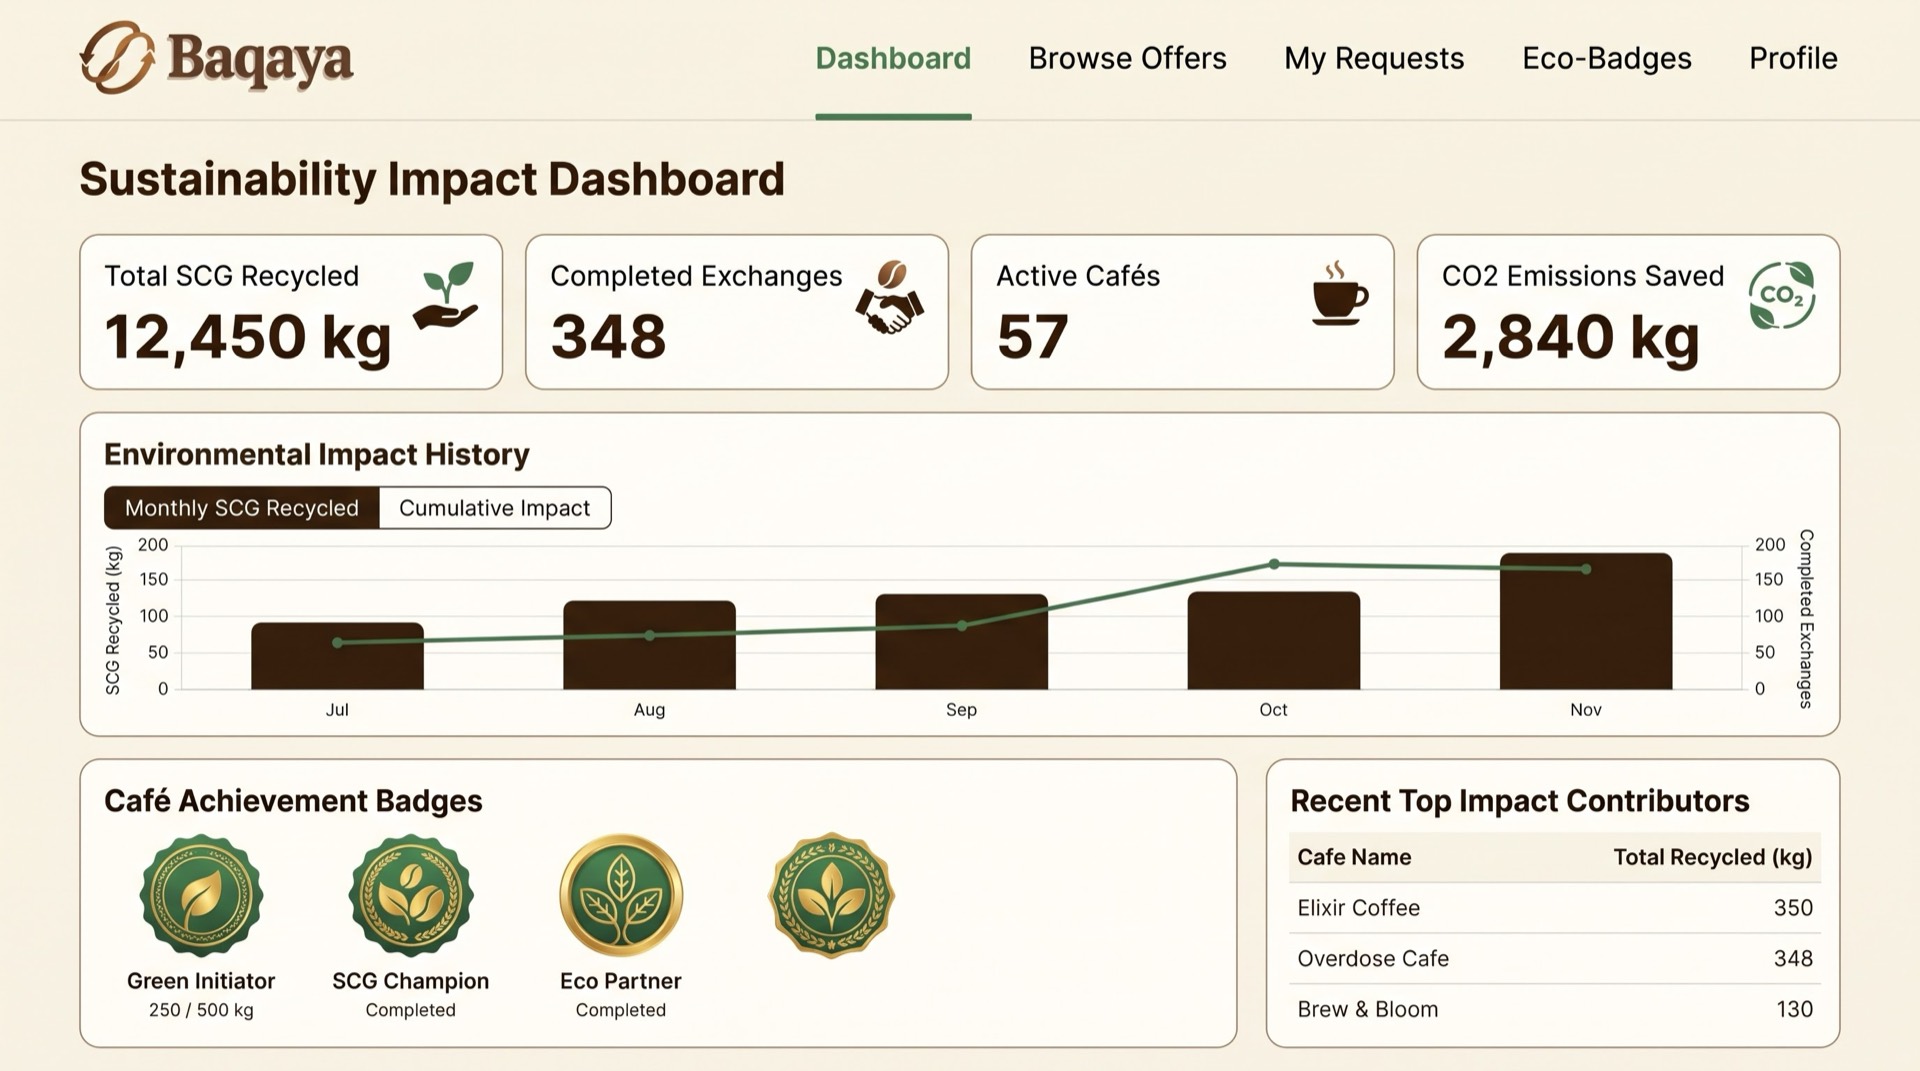 Baqaya
Dashboard
Browse Offers
My Requests
Eco-Badges
Profile
Sustainability Impact Dashboard
Total SCG Recycled
12,450 kg
Completed Exchanges
348
Active Cafés
57
CO2 Emissions Saved
2,840 kg
CO₂
Environmental Impact History
Monthly SCG Recycled
Cumulative Impact
SCG Recycled (kg)
200
150
100
50
0
200
150
100
50
0
Completed Exchanges
Jul
Aug
Sep
Oct
Nov
Café Achievement Badges
Green Initiator
250 / 500 kg
SCG Champion
Completed
Eco Partner
Completed
Recent Top Impact Contributors
Cafe Name Total Recycled (kg)
Elixir Coffee 350
Overdose Cafe 348
Brew & Bloom 130